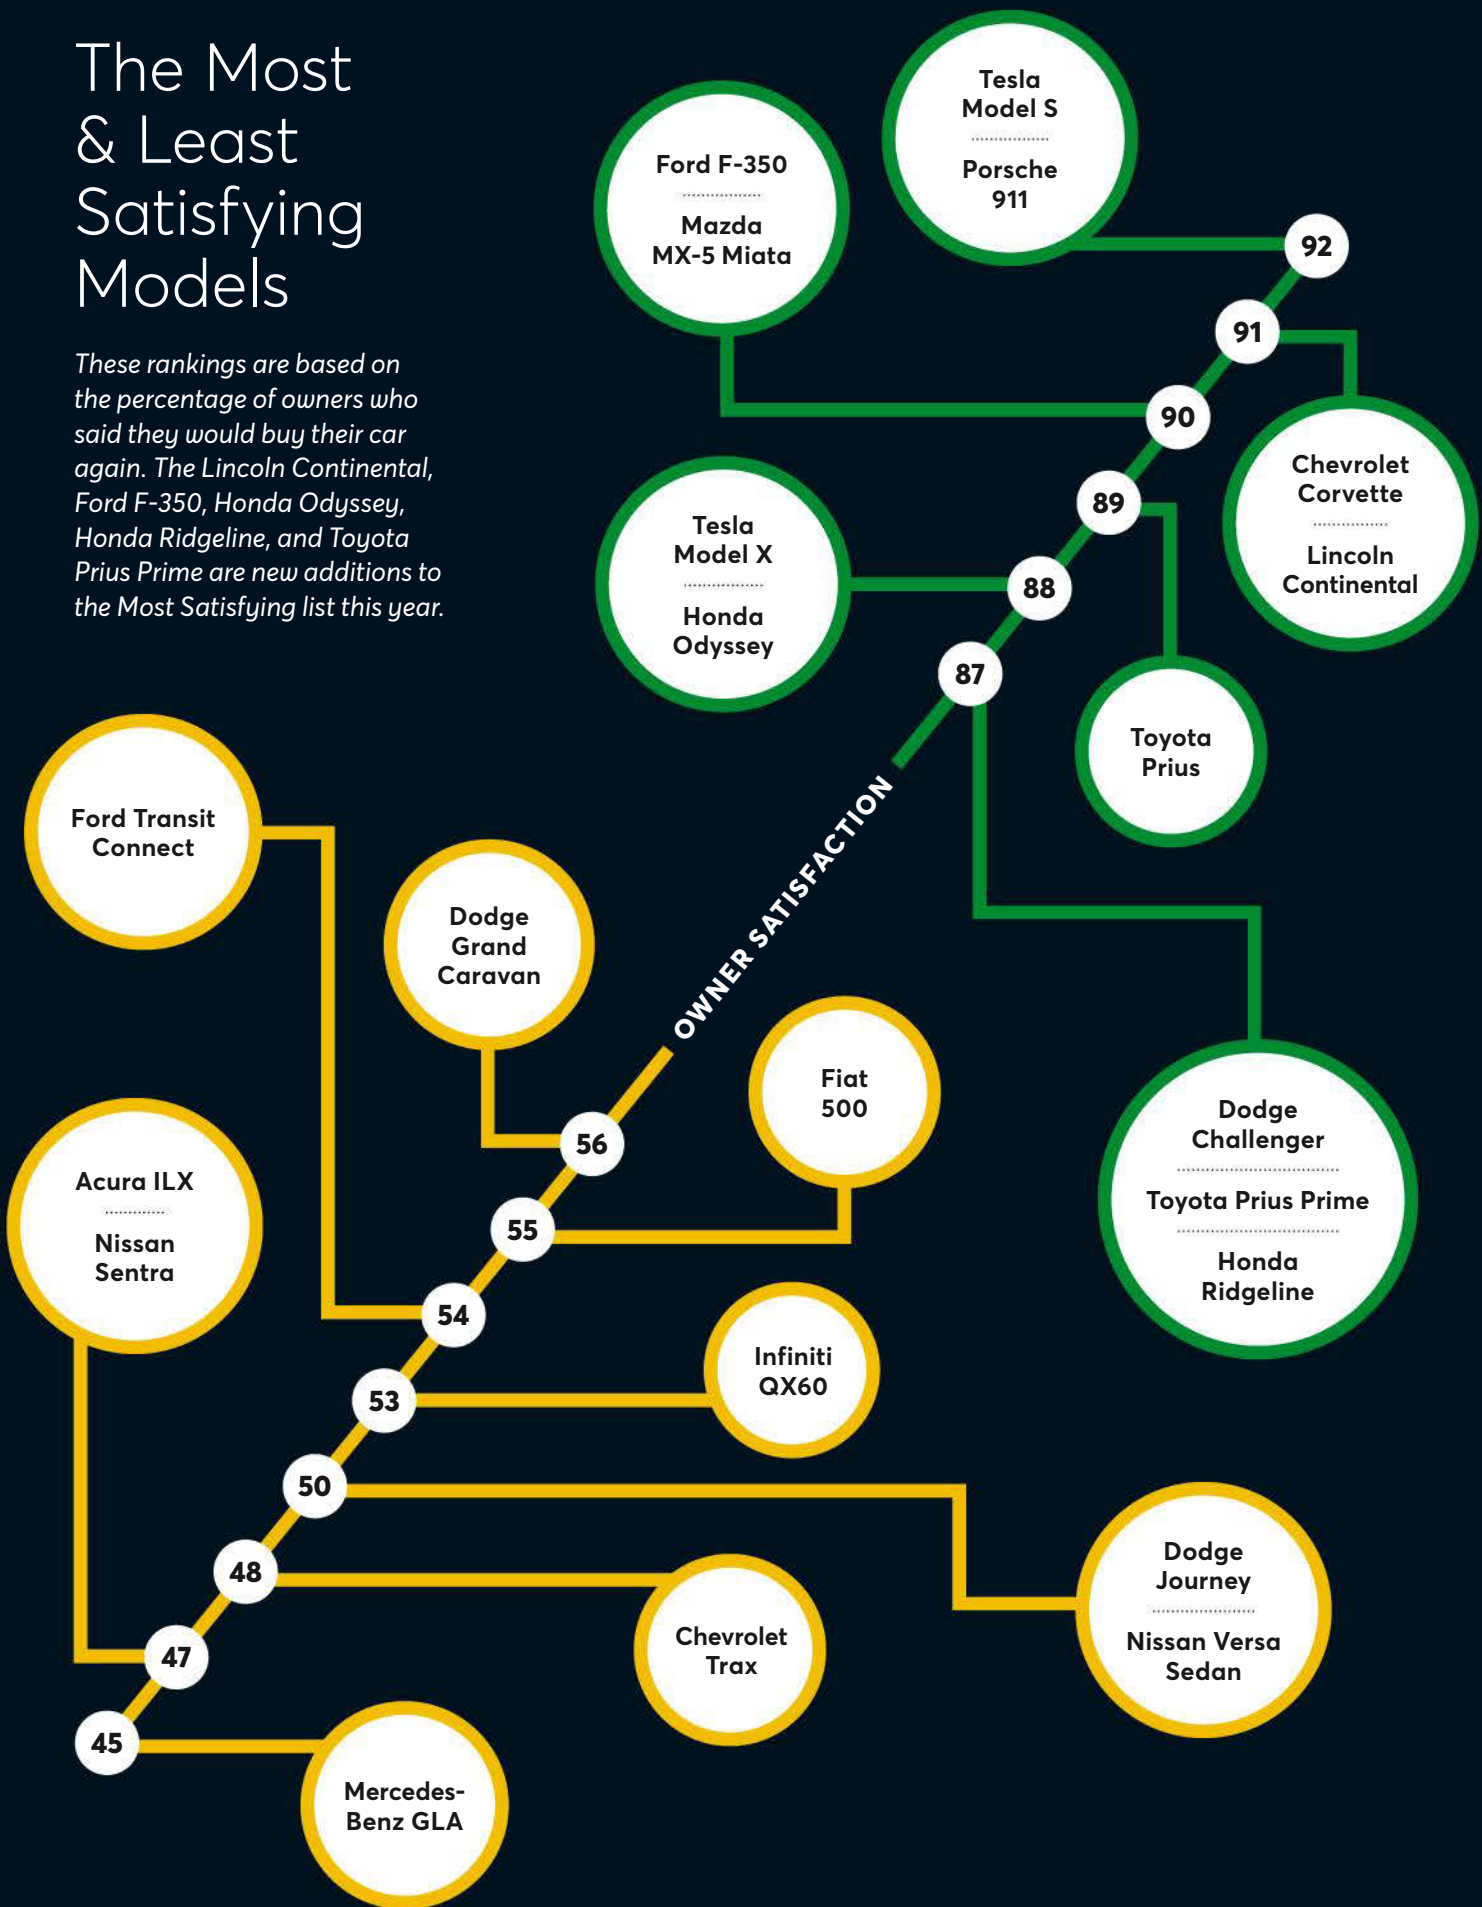 The Most
& Least
Satisfying
Models
These rankings are based on
the percentage of owners who
said they would buy their car
again. The Lincoln Continental,
Ford F-350, Honda Odyssey,
Honda Ridgeline, and Toyota
Prius Prime are new additions to
the Most Satisfying list this year.
Tesla
Model S
Porsche
911
92
91
Chevrolet
Corvette
Lincoln
Continental
Ford F-350
Mazda
MX-5 Miata
90
89
Toyota
Prius
Tesla
Model X
Honda
Odyssey
88
87
Dodge
Challenger
Toyota Prius Prime
Honda
Ridgeline
OWNER SATISFACTION
Dodge
Grand
Caravan
56
Fiat
500
55
Ford Transit
Connect
54
53
Infiniti
QX60
50
Dodge
Journey
Nissan Versa
Sedan
48
Chevrolet
Trax
Acura ILX
Nissan
Sentra
47
45
Mercedes-
Benz GLA